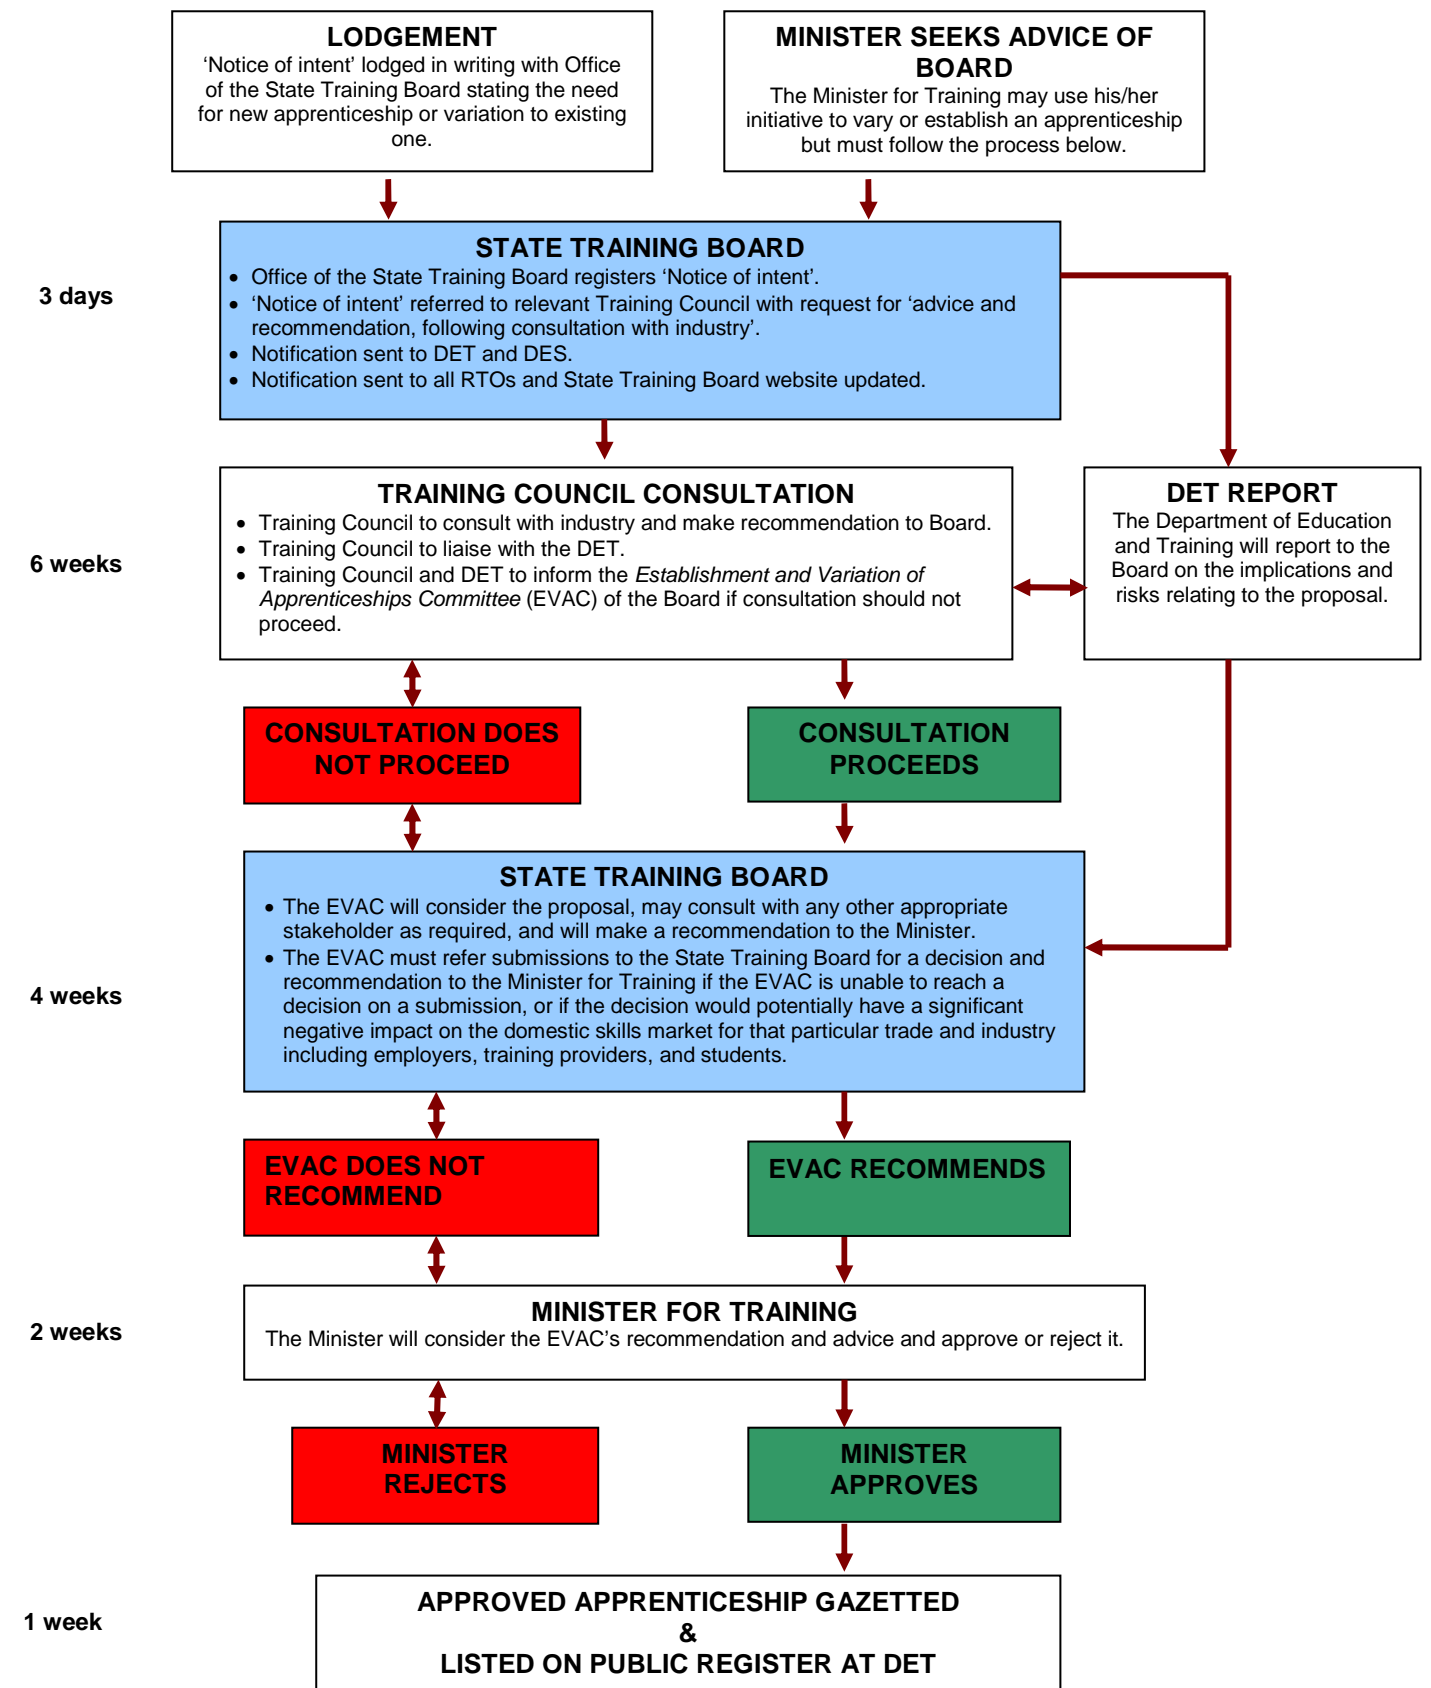 LODGEMENT
‘Notice of intent’ lodged in writing with Office
of the State Training Board stating the need
for new apprenticeship or variation to existing
one.
MINISTER SEEKS ADVICE OF
BOARD
The Minister for Training may use his/her
initiative to vary or establish an apprenticeship
but must follow the process below.
3 days
STATE TRAINING BOARD
• Office of the State Training Board registers ‘Notice of intent’.
• ‘Notice of intent’ referred to relevant Training Council with request for ‘advice and
recommendation, following consultation with industry’.
• Notification sent to DET and DES.
• Notification sent to all RTOs and State Training Board website updated.
6 weeks
TRAINING COUNCIL CONSULTATION
• Training Council to consult with industry and make recommendation to Board.
• Training Council to liaise with the DET.
• Training Council and DET to inform the Establishment and Variation of
Apprenticeships Committee (EVAC) of the Board if consultation should not
proceed.
DET REPORT
The Department of Education
and Training will report to the
Board on the implications and
risks relating to the proposal.
CONSULTATION DOES
NOT PROCEED
CONSULTATION
PROCEEDS
4 weeks
STATE TRAINING BOARD
• The EVAC will consider the proposal, may consult with any other appropriate
stakeholder as required, and will make a recommendation to the Minister.
• The EVAC must refer submissions to the State Training Board for a decision and
recommendation to the Minister for Training if the EVAC is unable to reach a
decision on a submission, or if the decision would potentially have a significant
negative impact on the domestic skills market for that particular trade and industry
including employers, training providers, and students.
EVAC DOES NOT
RECOMMEND
EVAC RECOMMENDS
2 weeks
MINISTER FOR TRAINING
The Minister will consider the EVAC’s recommendation and advice and approve or reject it.
MINISTER
REJECTS
MINISTER
APPROVES
1 week
APPROVED APPRENTICESHIP GAZETTED
&
LISTED ON PUBLIC REGISTER AT DET